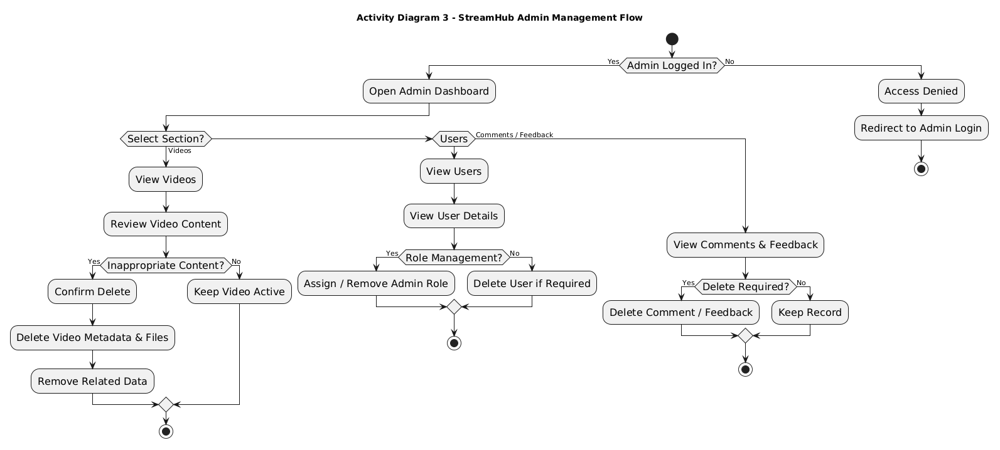 Activity Diagram 3 - StreamHub Admin Management Flow
Admin Logged In?
Yes
No
Open Admin Dashboard
Access Denied
Redirect to Admin Login
Select Section?
Videos
View Videos
Review Video Content
Inappropriate Content?
Yes
No
Confirm Delete
Keep Video Active
Delete Video Metadata & Files
Remove Related Data
Users
View Users
View User Details
Role Management?
Yes
No
Assign / Remove Admin Role
Delete User if Required
Comments / Feedback
View Comments & Feedback
Delete Required?
Yes
No
Delete Comment / Feedback
Keep Record